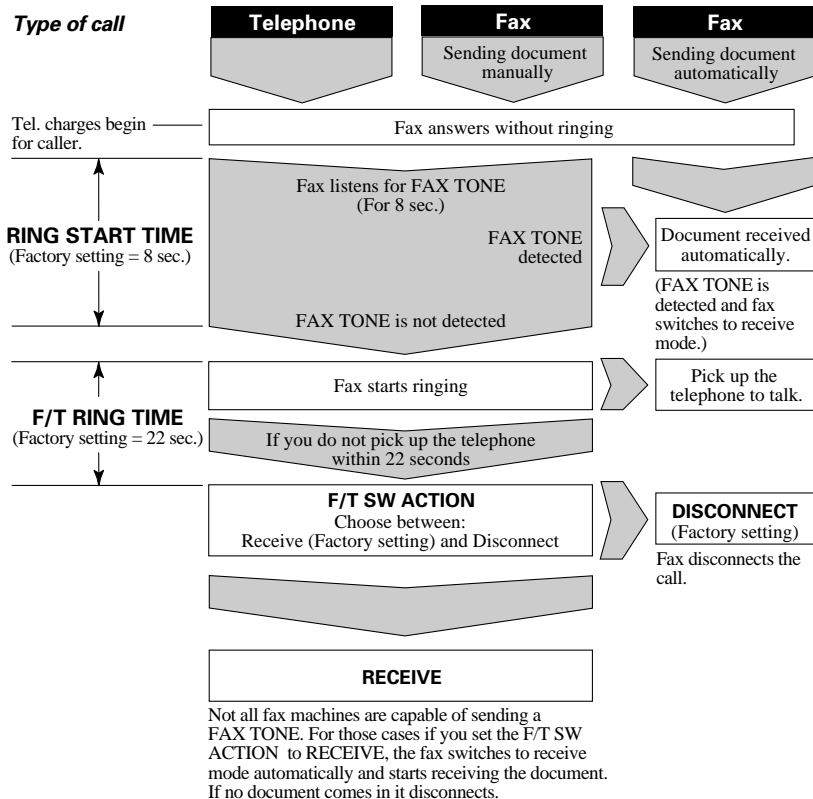 Type of call
Telephone
Fax
Fax
Sending document
manually
Sending document
automatically
Tel. charges begin
for caller.
Fax answers without ringing
RING START TIME
(Factory setting = 8 sec.)
Fax listens for FAX TONE
(For 8 sec.)
FAX TONE
detected
FAX TONE is not detected
Document received
automatically.
(FAX TONE is
detected and fax
switches to receive
mode.)
F/T RING TIME
(Factory setting = 22 sec.)
Fax starts ringing
Pick up the
telephone to talk.
If you do not pick up the telephone
within 22 seconds
F/T SW ACTION
Choose between:
Receive (Factory setting) and Disconnect
DISCONNECT
(Factory setting)
Fax disconnects the
call.
RECEIVE
Not all fax machines are capable of sending a
FAX TONE. For those cases if you set the F/T SW
ACTION to RECEIVE, the fax switches to receive
mode automatically and starts receiving the document.
If no document comes in it disconnects.